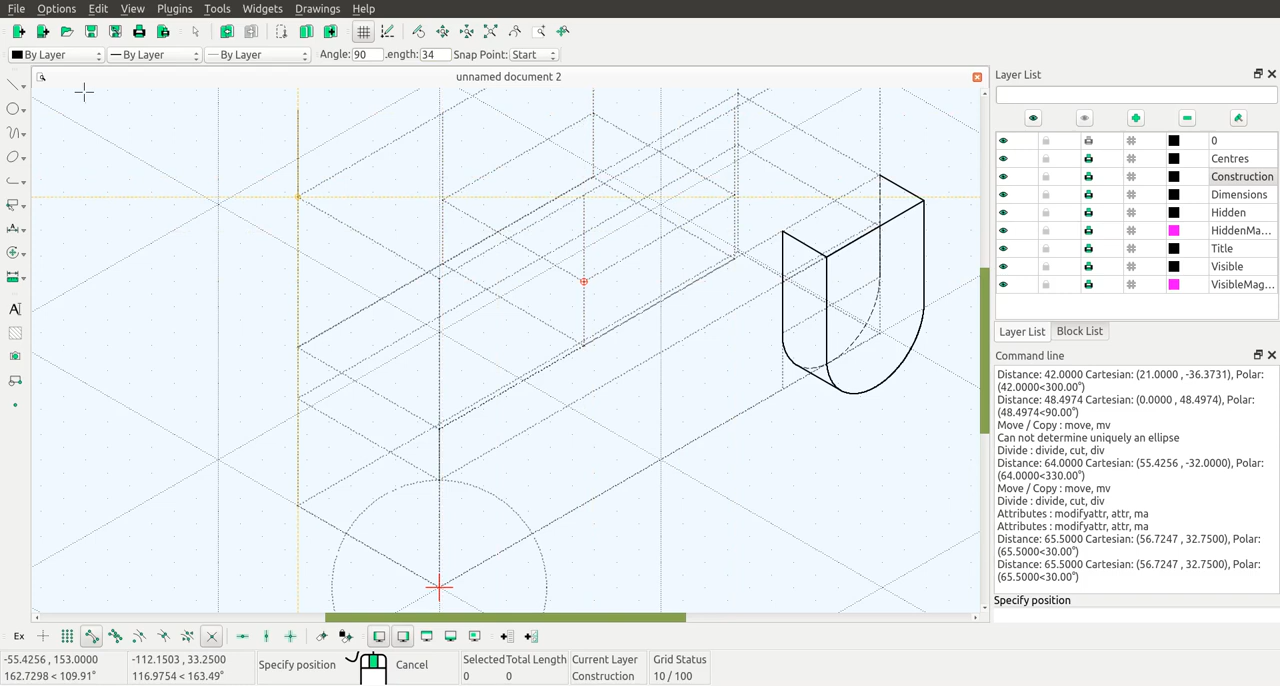 File Options Edit View Plugins Tools Widgets Drawings Help
By Layer By Layer By Layer Angle: 90 Length: 34 Snap Point: Start
unnamed document 2
Layer List
0
Centres
Construction
Dimensions
Hidden
HiddenMa...
Title
Visible
VisibleMag...
Layer List Block List
Command line
Distance: 42.0000 Cartesian: (21.0000 , -36.3731), Polar:
(42.0000<300.00°)
Distance: 48.4974 Cartesian: (0.0000 , 48.4974), Polar:
(48.4974<90.00°)
Move / Copy : move, mv
Can not determine uniquely an ellipse
Divide : divide, cut, div
Distance: 64.0000 Cartesian: (55.4256 , -32.0000), Polar:
(64.0000<330.00°)
Move / Copy : move, mv
Divide : divide, cut, div
Attributes : modifyattr, attr, ma
Attributes : modifyattr, attr, ma
Distance: 65.5000 Cartesian: (56.7247 , 32.7500), Polar:
(65.5000<30.00°)
Distance: 65.5000 Cartesian: (56.7247 , 32.7500), Polar:
(65.5000<30.00°)
Specify position
A
Ex
-55.4256 , 153.0000
162.7298 < 109.91°
-112.1503 , 33.2500
116.9754 < 163.49°
Specify position Cancel
Selected Total Length
0 0
Current Layer
Construction
Grid Status
10 / 100